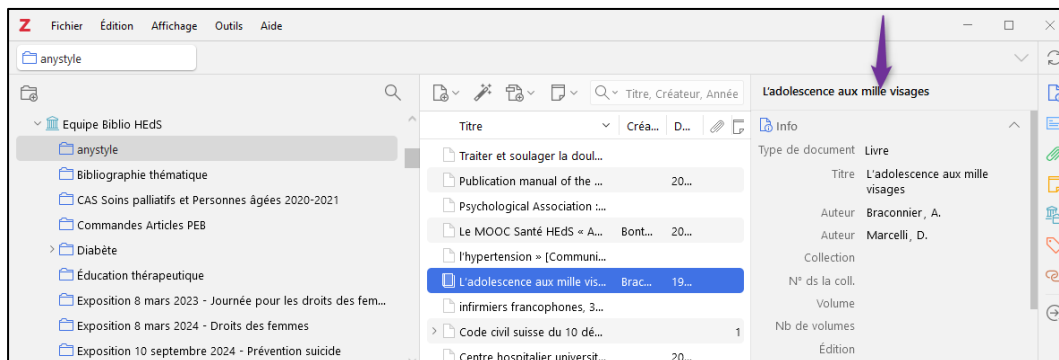 Z Fichier Édition Affichage Outils Aide
anystyle
Titre, Créateur, Année
L'adolescence aux mille visages
Equipe Biblio HEdS
anystyle
Bibliographie thématique
CAS Soins palliatifs et Personnes âgées 2020-2021
Commandes Articles PEB
Diabète
Éducation thérapeutique
Exposition 8 mars 2023 - Journée pour les droits des fem...
Exposition 8 mars 2024 - Droits des femmes
Exposition 10 septembre 2024 - Prévention suicide
Titre Créa... D...
Traiter et soulager la doul...
Publication manual of the ... 20...
Psychological Association :...
Le MOOC Santé HEdS « A... Bont... 20...
l'hypertension » [Communi...
L'adolescence aux mille vis... Brac... 19...
infirmiers francophones, 3...
Code civil suisse du 10 dé... 1
Centre hospitalier universit... 20...
Info
Type de document Livre
Titre L'adolescence aux mille
visages
Auteur Braconnier, A.
Auteur Marcelli, D.
Collection
N° ds la coll.
Volume
Nb de volumes
Édition